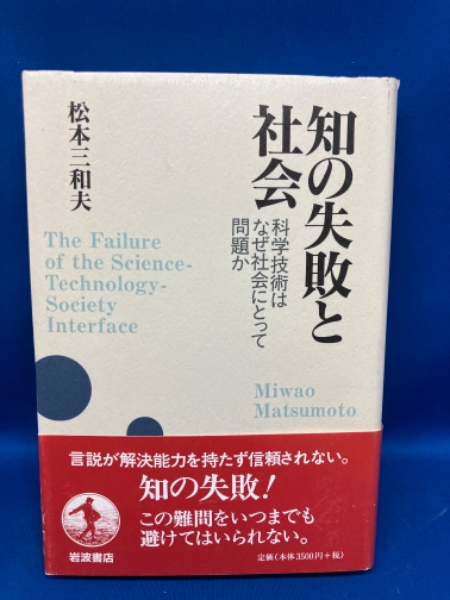 知の失敗と
社会
科学技術は
なぜ社会にとって
問題か
松本三和夫
The Failure
of the Science-
Technology-
Society
Interface
Miwao
Matsumoto
言説が解決能力を持たず信頼されない。
知の失敗!
この難問をいつまでも
避けてはいられない。
岩波書店
定価(本体3500円+税)